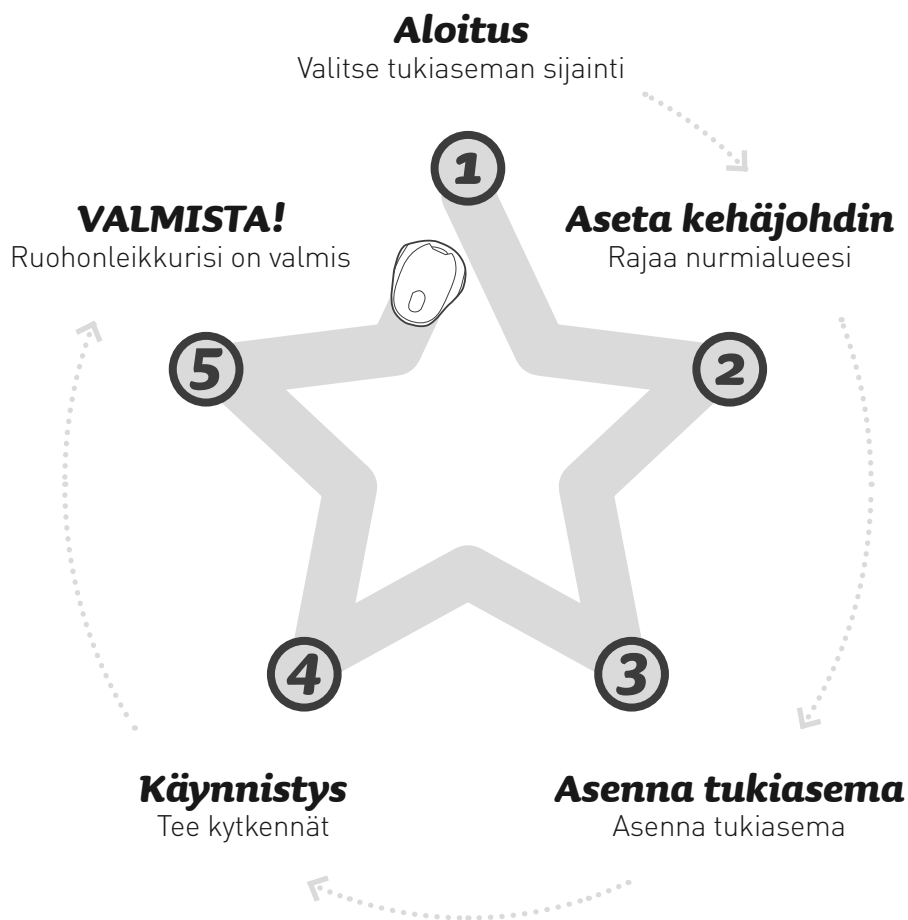 Aloitus
Valitse tukiaseman sijainti
1
Aseta kehäjohdin
Rajaa nurmialueesi
2
3
Asenna tukiasema
Asenna tukiasema
4
Käynnistys
Tee kytkennät
5
VALMISTA!
Ruohonleikkurisi on valmis